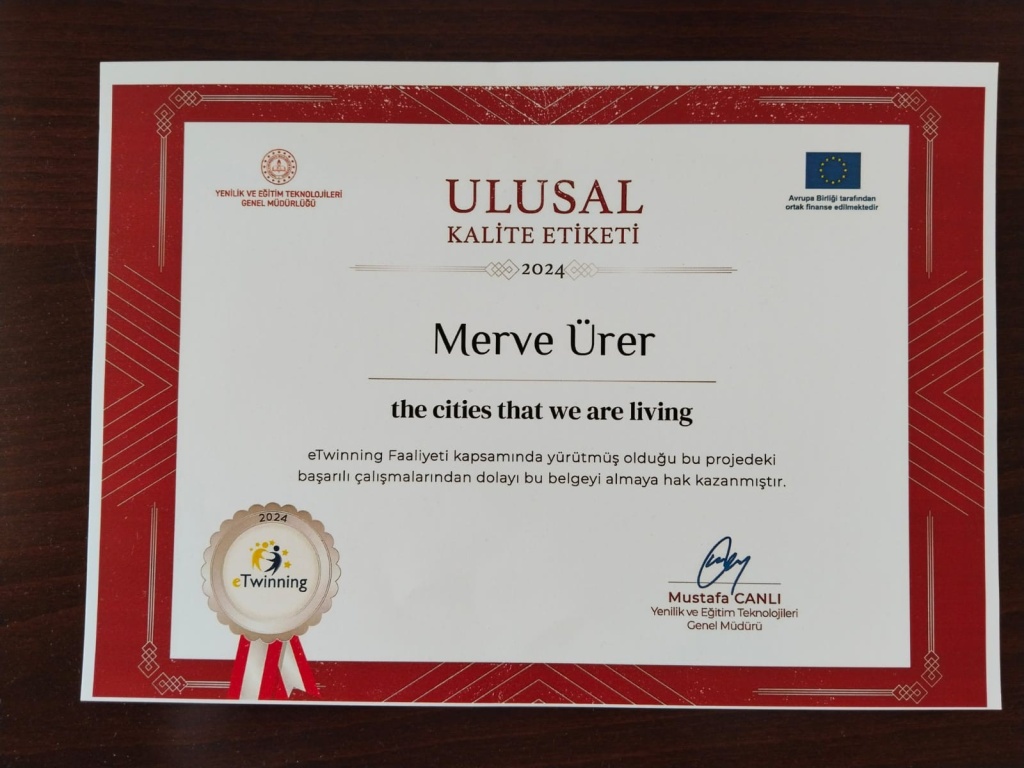 YENİLİK VE EĞİTİM TEKNOLOJİLERİ
GENEL MÜDÜRLÜĞÜ
ULUSAL
KALİTE ETİKETİ
2024
Avrupa Birliği tarafından
ortak finanse edilmektedir
Merve Ürer
the cities that we are living
eTwinning Faaliyeti kapsamında yürütmüş olduğu bu projedeki
başarılı çalışmalarından dolayı bu belgeyi almaya hak kazanmıştır.
2024
eTwinning
Mustafa CANLI
Yenilik ve Eğitim Teknolojileri
Genel Müdürü